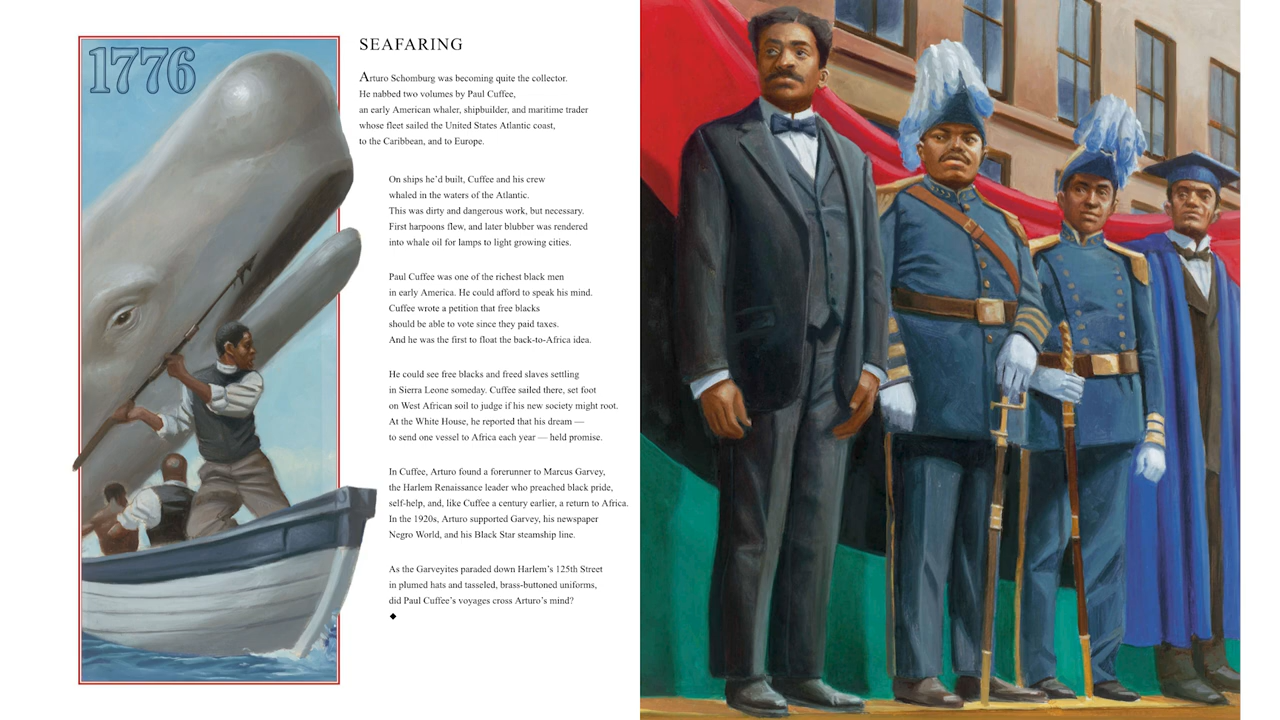 1776
SEAFARING
Arturo Schomburg was becoming quite the collector.
He nabbed two volumes by Paul Cuffee,
an early American whaler, shipbuilder, and maritime trader
whose fleet sailed the United States Atlantic coast,
to the Caribbean, and to Europe.
On ships he’d built, Cuffee and his crew
whaled in the waters of the Atlantic.
This was dirty and dangerous work, but necessary.
First harpoons flew, and later blubber was rendered
into whale oil for lamps to light growing cities.
Paul Cuffee was one of the richest black men
in early America. He could afford to speak his mind.
Cuffee wrote a petition that free blacks
should be able to vote since they paid taxes.
And he was the first to float the back-to-Africa idea.
He could see free blacks and freed slaves settling
in Sierra Leone someday. Cuffee sailed there, set foot
on West African soil to judge if his new society might root.
At the White House, he reported that his dream —
to send one vessel to Africa each year — held promise.
In Cuffee, Arturo found a forerunner to Marcus Garvey,
the Harlem Renaissance leader who preached black pride,
self-help, and, like Cuffee a century earlier, a return to Africa.
In the 1920s, Arturo supported Garvey, his newspaper
Negro World, and his Black Star steamship line.
As the Garveyites paraded down Harlem’s 125th Street
in plumed hats and tasseled, brass-buttoned uniforms,
did Paul Cuffee’s voyages cross Arturo’s mind?